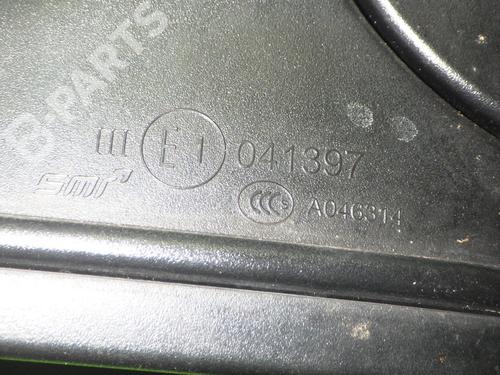 B-PARTS
III E1 041397
smr
CCC S A046314